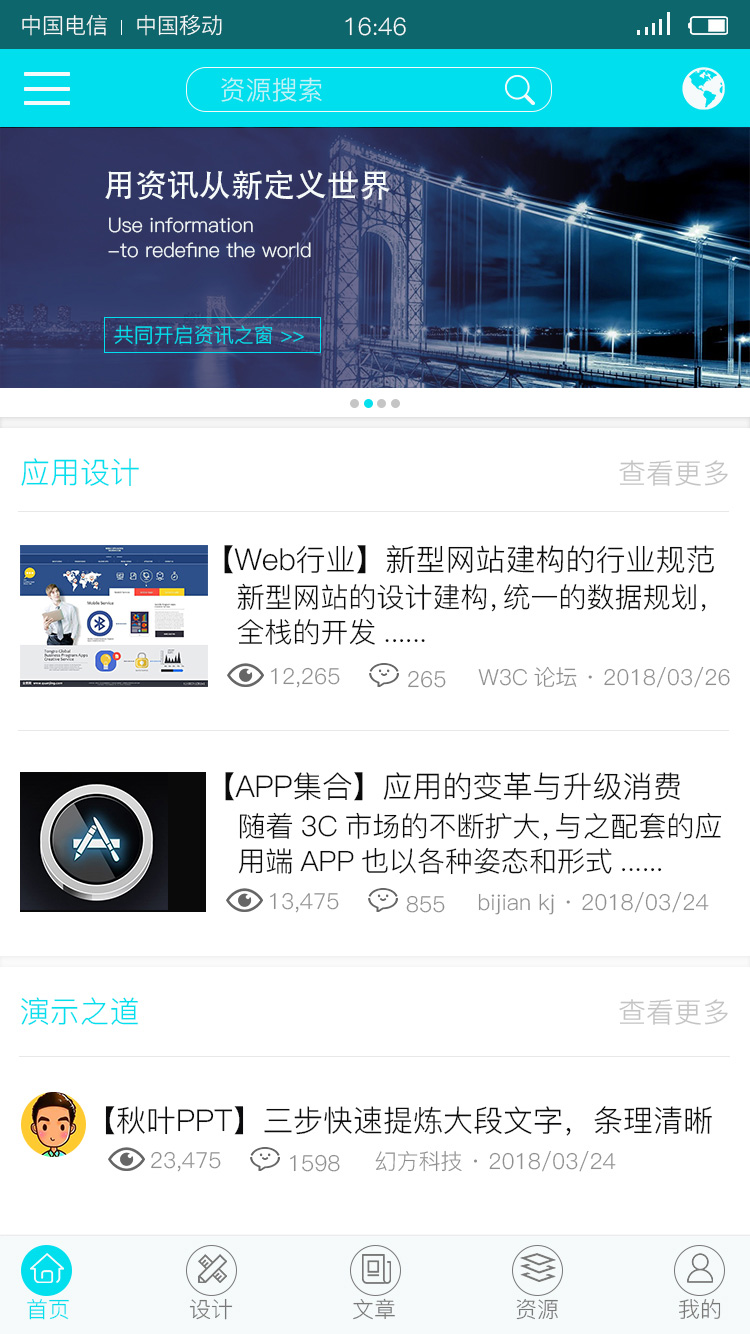 中国电信 | 中国移动 16:46
资源搜索
用资讯从新定义世界
Use information
-to redefine the world
共同开启资讯之窗 >>
应用设计 查看更多
【Web行业】新型网站建构的行业规范
新型网站的设计建构,统一的数据规划,
全栈的开发 ......
12,265 265 W3C 论坛 · 2018/03/26
Mobile Service
【APP集合】应用的变革与升级消费
随着 3C 市场的不断扩大,与之配套的应
用端 APP 也以各种姿态和形式 ......
13,475 855 bijian kj · 2018/03/24
演示之道 查看更多
【秋叶PPT】三步快速提炼大段文字，条理清晰
23,475 1598 幻方科技 · 2018/03/24
首页 设计 文章 资源 我的